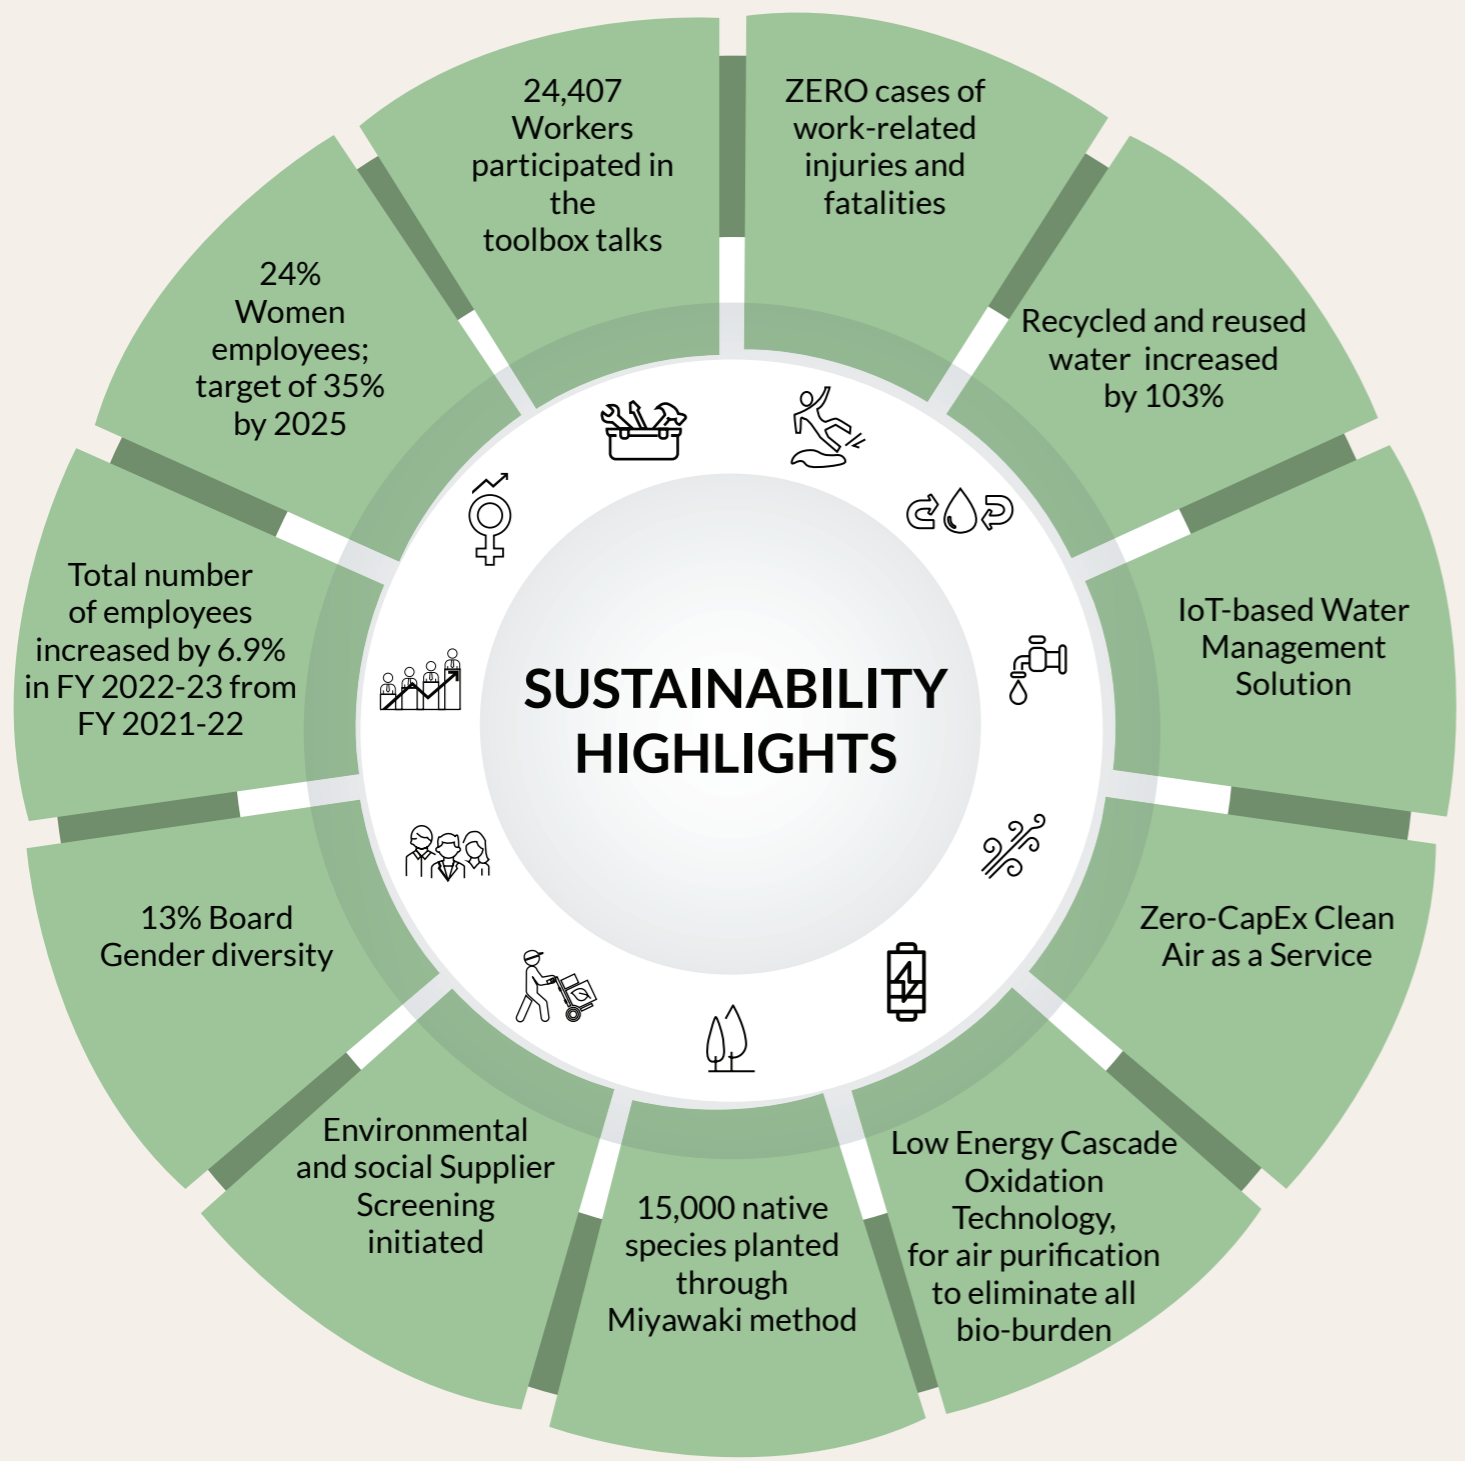 SUSTAINABILITY
HIGHLIGHTS
ZERO cases of
work-related
injuries and
fatalities
Recycled and reused
water increased
by 103%
IoT-based Water
Management
Solution
Zero-CapEx Clean
Air as a Service
Low Energy Cascade
Oxidation
Technology,
for air purification
to eliminate all
bio-burden
15,000 native
species planted
through
Miyawaki method
Environmental
and social Supplier
Screening
initiated
13% Board
Gender diversity
Total number
of employees
increased by 6.9%
in FY 2022-23 from
FY 2021-22
24%
Women
employees;
target of 35%
by 2025
24,407
Workers
participated in
the
toolbox talks